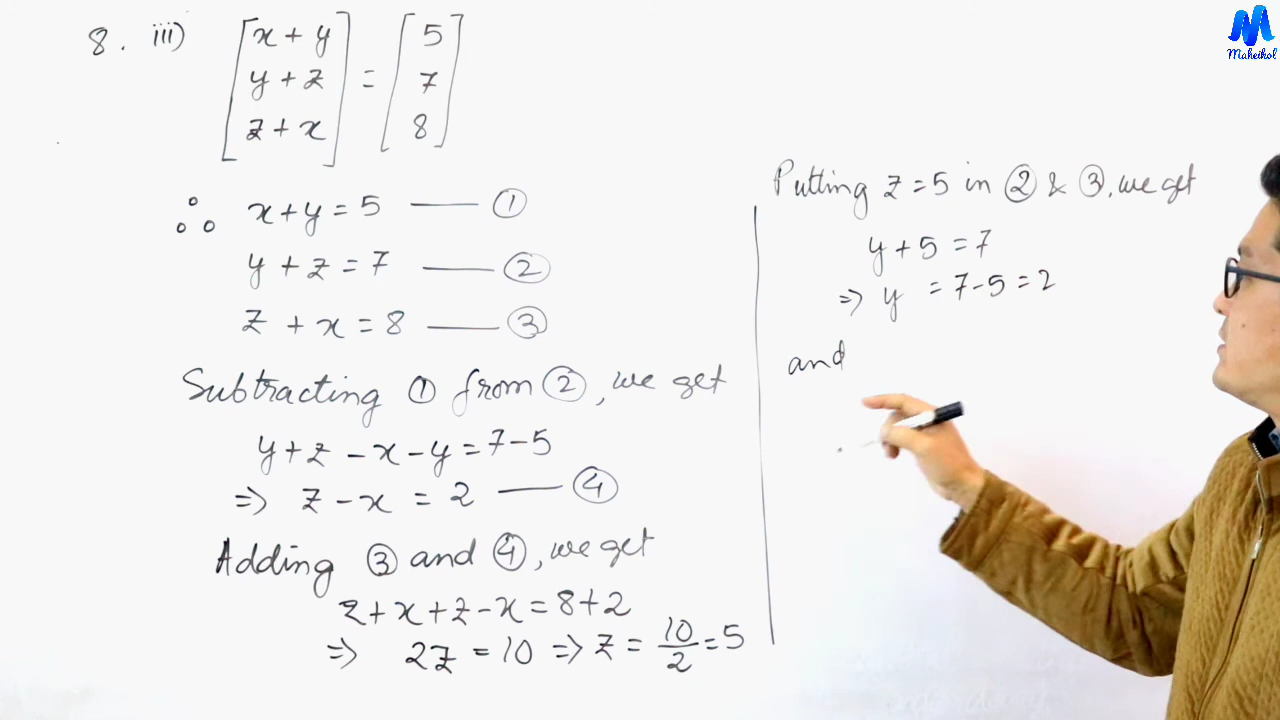 8. iii) [x + y / y + z / z + x] = [5 / 7 / 8]
∴ x + y = 5 —— ①
y + z = 7 —— ②
z + x = 8 —— ③
Subtracting ① from ②, we get
y + z - x - y = 7 - 5
⇒ z - x = 2 —— ④
Adding ③ and ④, we get
z + x + z - x = 8 + 2
⇒ 2z = 10 ⇒ z = 10/2 = 5
Putting z = 5 in ② & ③, we get
y + 5 = 7
⇒ y = 7 - 5 = 2
and
Maheikol